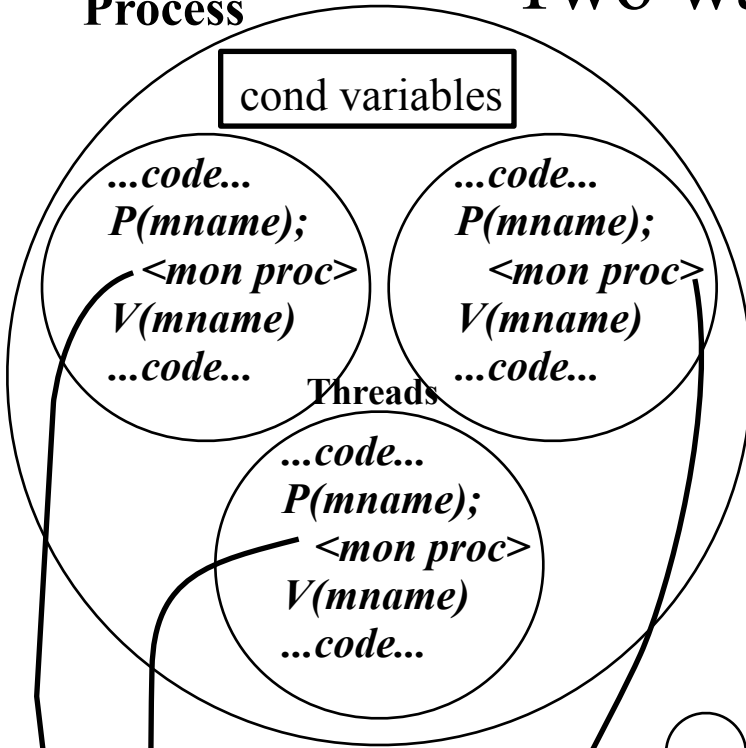 Process
Two
cond variables
...code...
P(mname);
<mon proc>
V(mname)
...code...
...code...
P(mname);
<mon proc>
V(mname)
...code...
Threads
...code...
P(mname);
<mon proc>
V(mname)
...code...